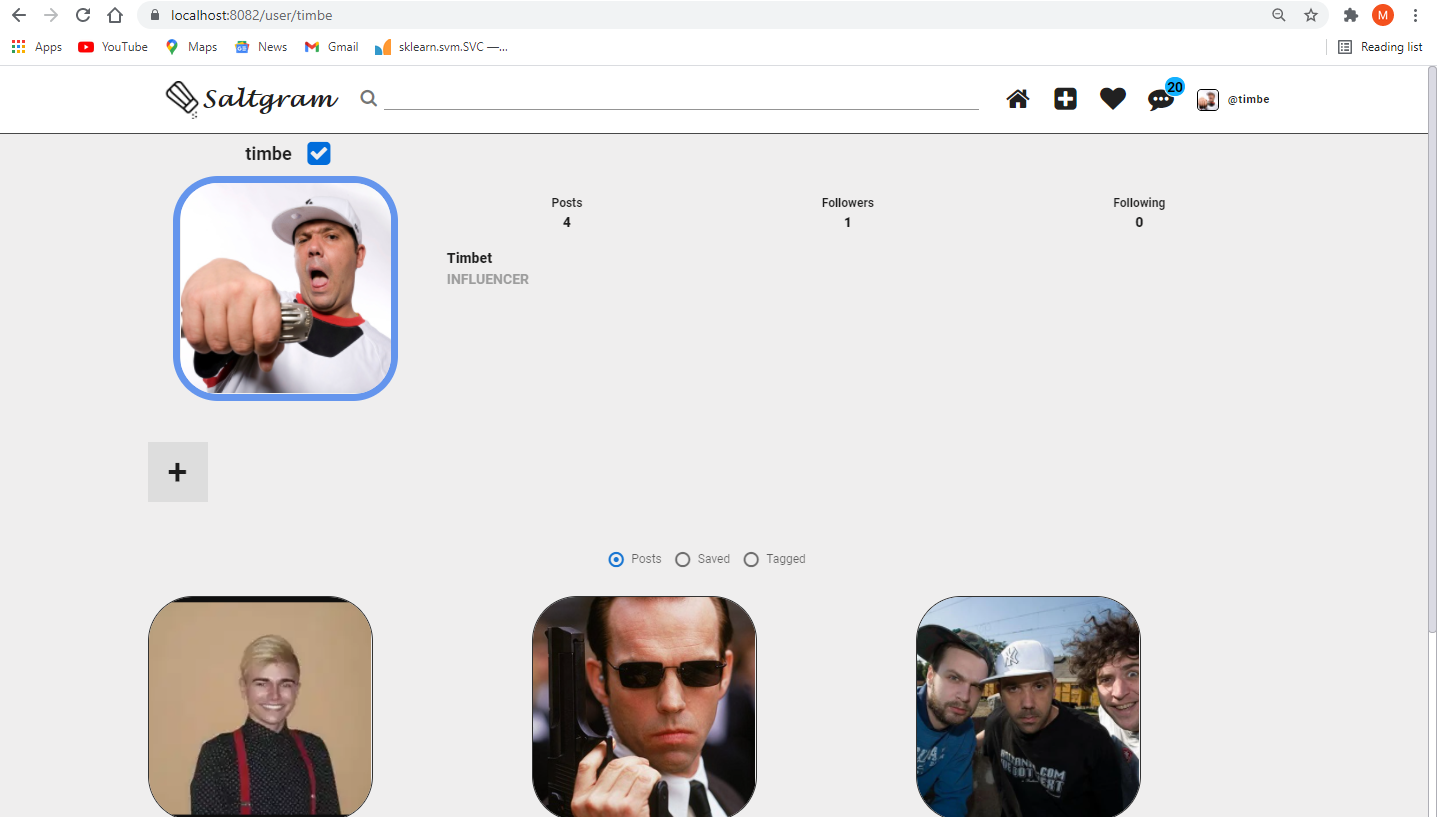 localhost:8082/user/timbe
M
Apps YouTube Maps News Gmail sklearn.svm.SVC —... Reading list
Saltgram 20 @timbe
timbe
Posts Followers Following
4 1 0
Timbet
INFLUENCER
+
Posts Saved Tagged